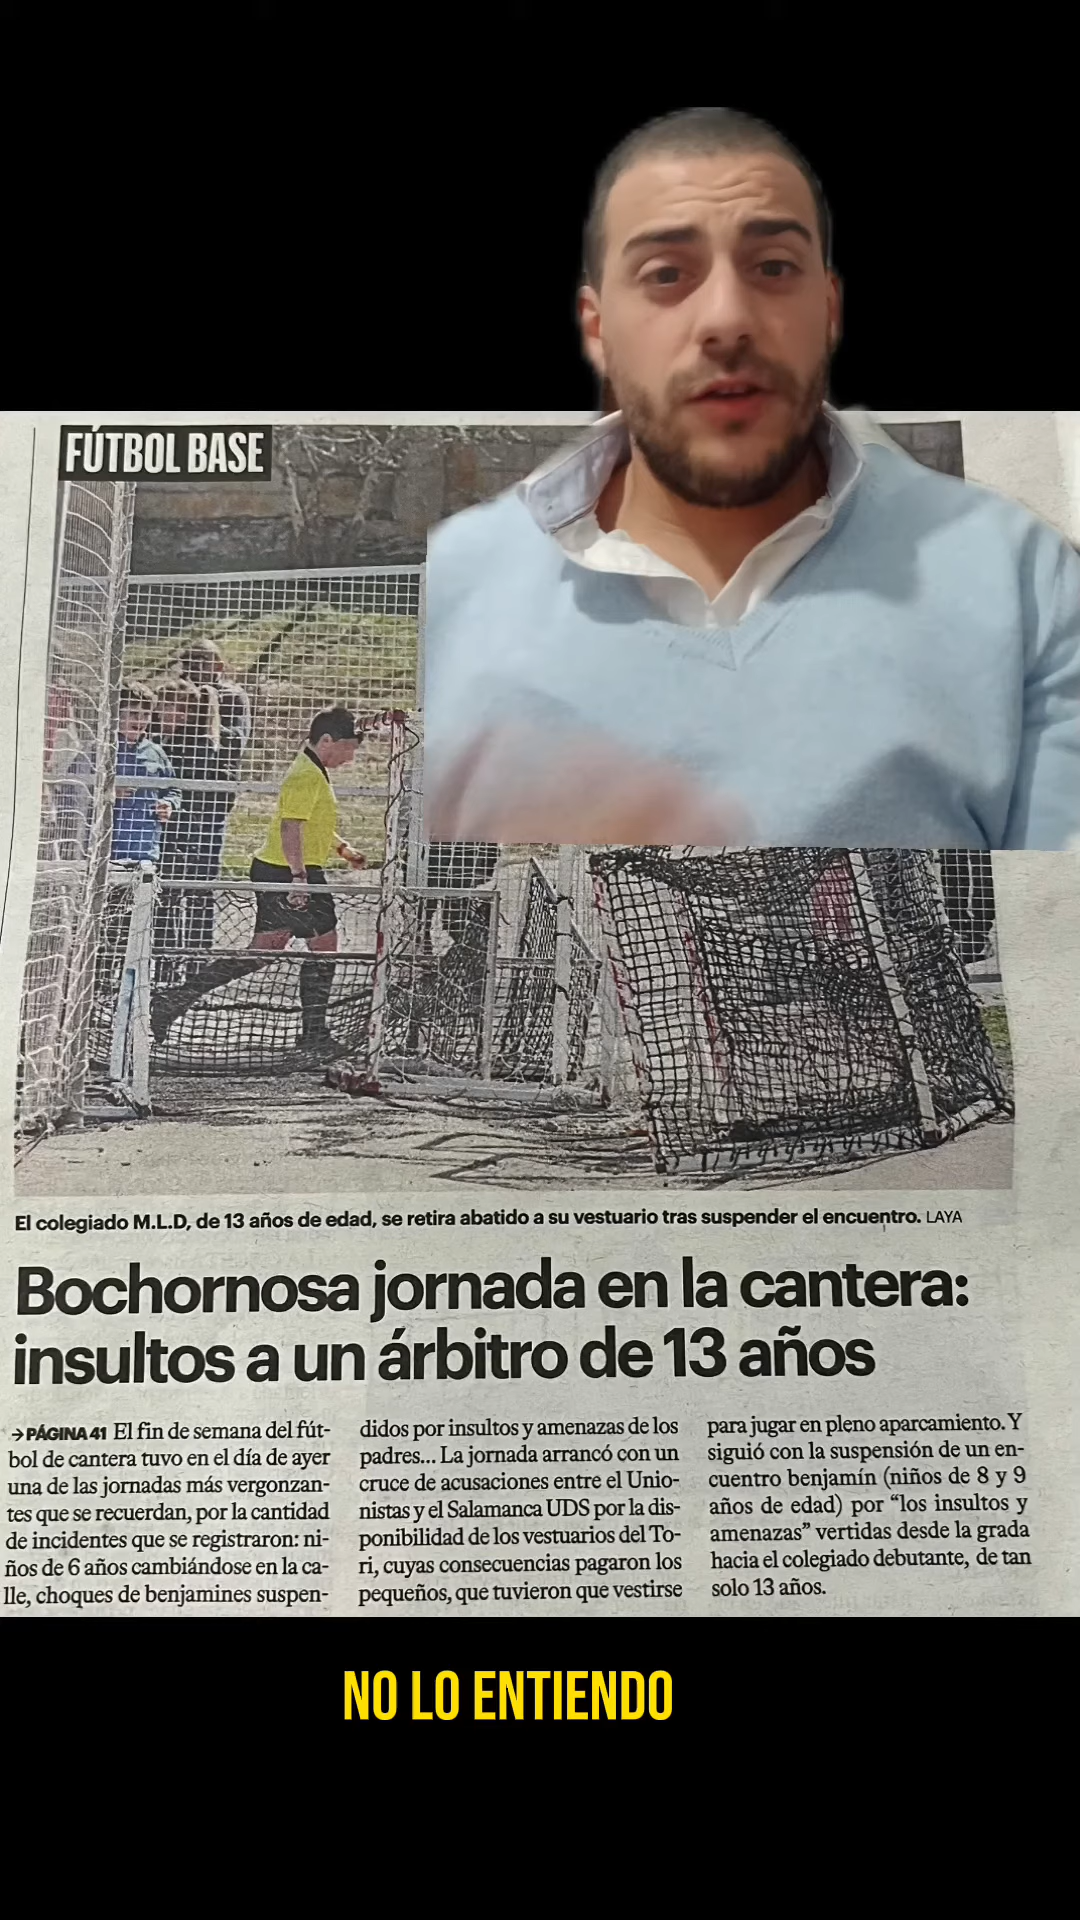 FÚTBOL BASE
El colegiado M.L.D, de 13 años de edad, se retira abatido a su vestuario tras suspender el encuentro. LAYA
Bochornosa jornada en la cantera:
insultos a un árbitro de 13 años
→PÁGINA 41 El fin de semana del fút-
bol de cantera tuvo en el día de ayer
una de las jornadas más vergonzan-
tes que se recuerdan, por la cantidad
de incidentes que se registraron: ni-
ños de 6 años cambiándose en la ca-
lle, choques de benjamines suspen-
didos por insultos y amenazas de los
padres... La jornada arrancó con un
cruce de acusaciones entre el Unio-
nistas y el Salamanca UDS por la dis-
ponibilidad de los vestuarios del To-
ri, cuyas consecuencias pagaron los
pequeños, que tuvieron que vestirse
para jugar en pleno aparcamiento. Y
siguió con la suspensión de un en-
cuentro benjamín (niños de 8 y 9
años de edad) por “los insultos y
amenazas” vertidas desde la grada
hacia el colegiado debutante, de tan
solo 13 años.
NO LO ENTIENDO